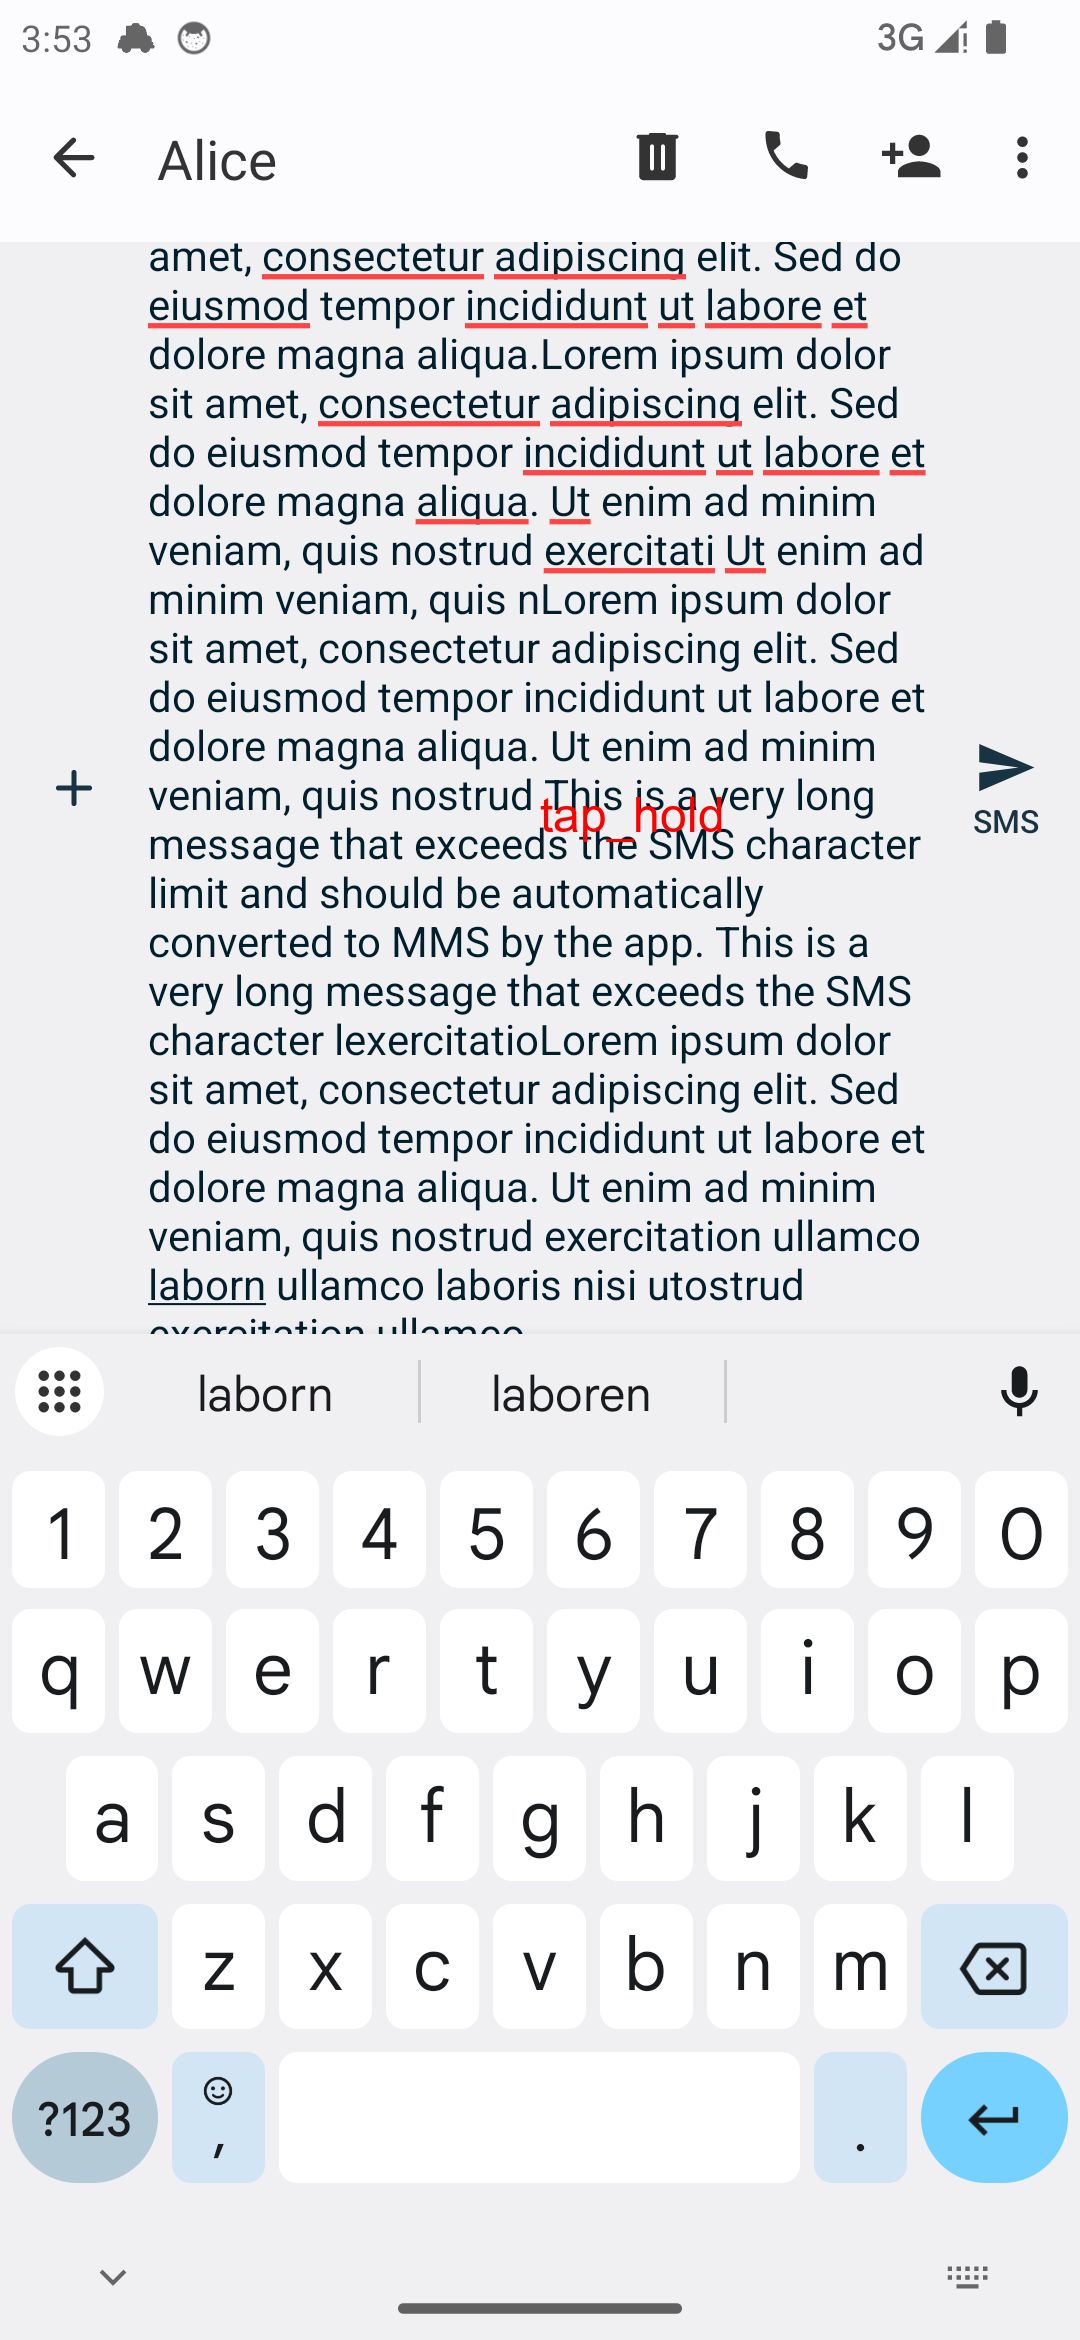 3:53
3G
Alice
amet, consectetur adipiscing elit. Sed do
eiusmod tempor incididunt ut labore et
dolore magna aliqua.Lorem ipsum dolor
sit amet, consectetur adipiscing elit. Sed
do eiusmod tempor incididunt ut labore et
dolore magna aliqua. Ut enim ad minim
veniam, quis nostrud exercitati Ut enim ad
minim veniam, quis nLorem ipsum dolor
sit amet, consectetur adipiscing elit. Sed
do eiusmod tempor incididunt ut labore et
dolore magna aliqua. Ut enim ad minim
veniam, quis nostrud This is a very long
tap_hold
message that exceeds the SMS character
limit and should be automatically
converted to MMS by the app. This is a
very long message that exceeds the SMS
character lexercitatioLorem ipsum dolor
sit amet, consectetur adipiscing elit. Sed
do eiusmod tempor incididunt ut labore et
dolore magna aliqua. Ut enim ad minim
veniam, quis nostrud exercitation ullamco
laborn ullamco laboris nisi utostrud
exercitation ullamco
SMS
laborn laboren
1 2 3 4 5 6 7 8 9 0
q w e r t y u i o p
a s d f g h j k l
z x c v b n m
?123 , .